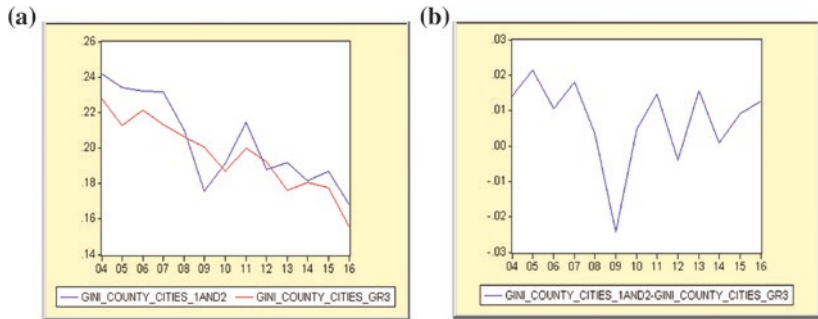 (a)
.26
.24
.22
.20
.18
.16
.14
04 05 06 07 08 09 10 11 12 13 14 15 16
GINI_COUNTY_CITIES_1AND2 GINI_COUNTY_CITIES_GR3
(b)
.03
.02
.01
.00
-.01
-.02
-.03
04 05 06 07 08 09 10 11 12 13 14 15 16
GINI_COUNTY_CITIES_1AND2-GINI_COUNTY_CITIES_GR3